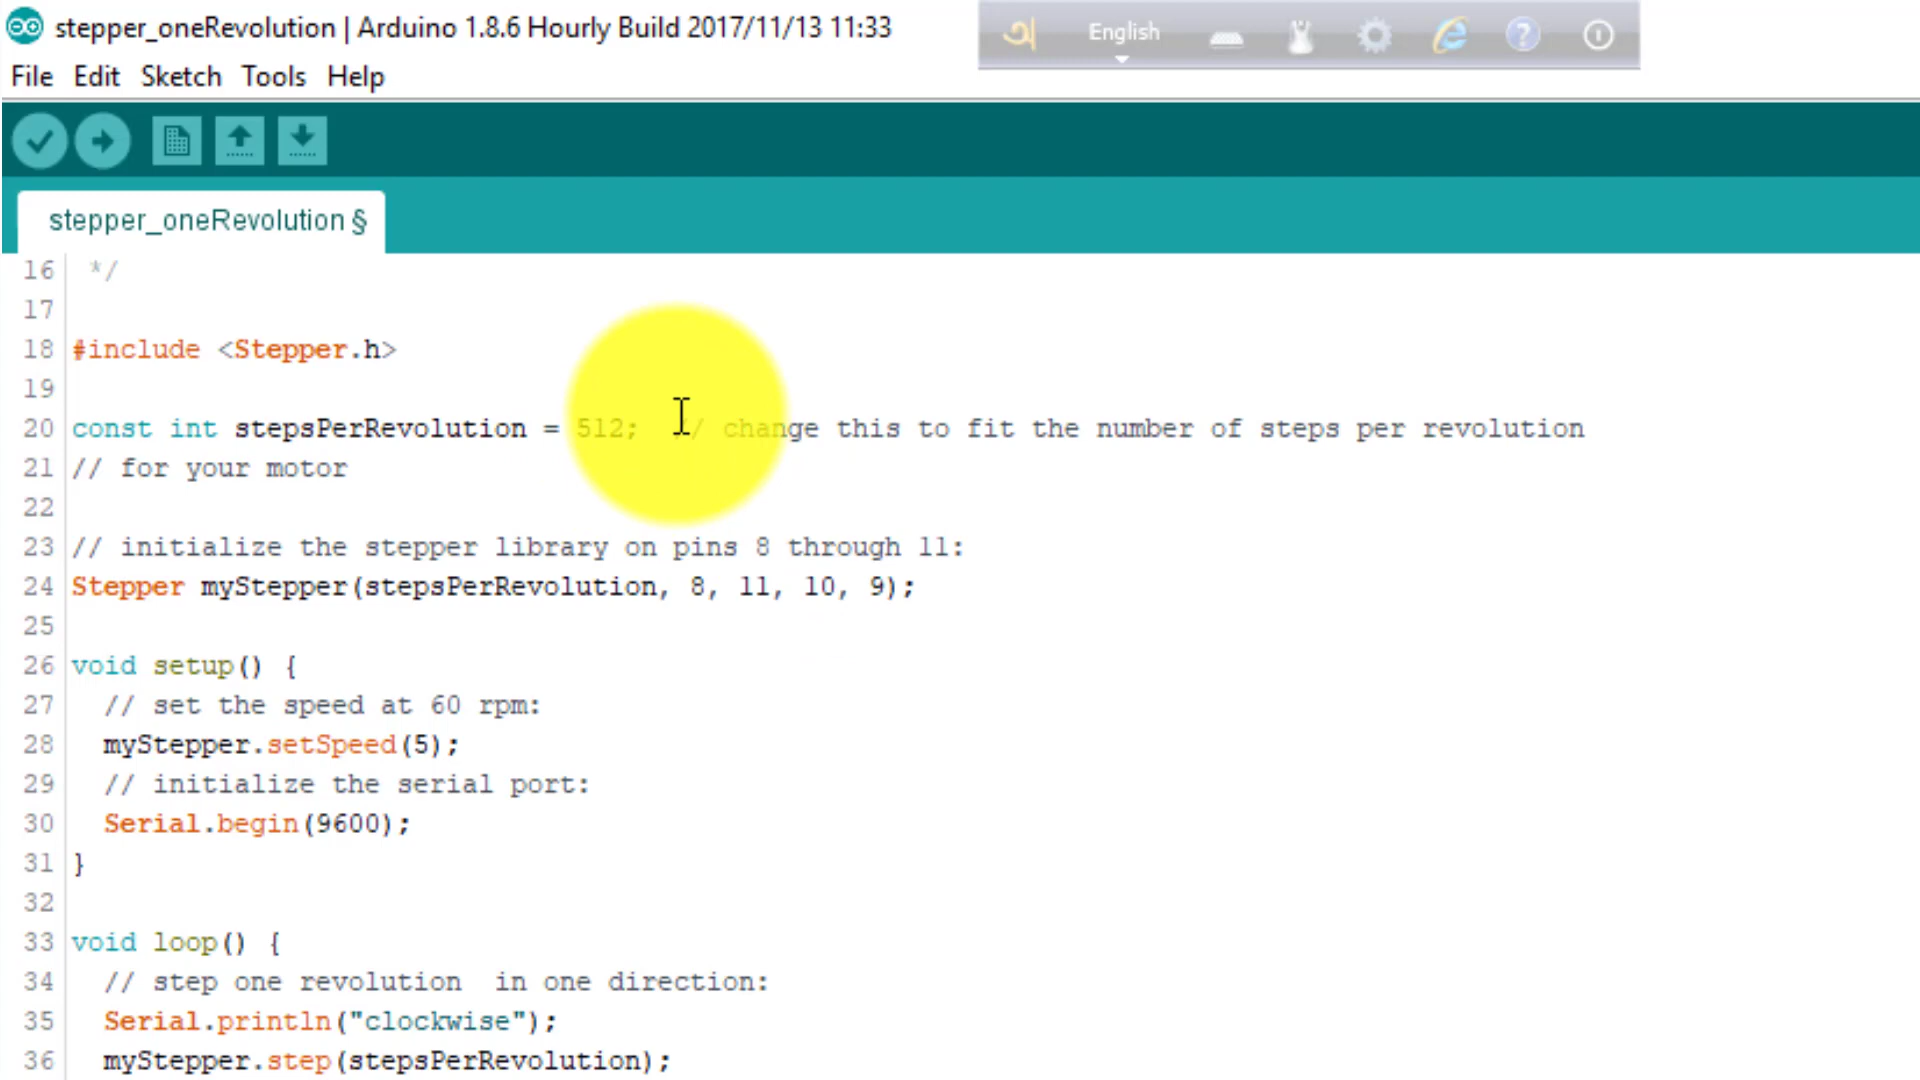 stepper_oneRevolution | Arduino 1.8.6 Hourly Build 2017/11/13 11:33
অ English
File Edit Sketch Tools Help
stepper_oneRevolution §
16 */
17
18 #include <Stepper.h>
19
20 const int stepsPerRevolution = 512; // change this to fit the number of steps per revolution
21 // for your motor
22
23 // initialize the stepper library on pins 8 through 11:
24 Stepper myStepper(stepsPerRevolution, 8, 11, 10, 9);
25
26 void setup() {
27 // set the speed at 60 rpm:
28 myStepper.setSpeed(5);
29 // initialize the serial port:
30 Serial.begin(9600);
31 }
32
33 void loop() {
34 // step one revolution  in one direction:
35 Serial.println("clockwise");
36 myStepper.step(stepsPerRevolution);